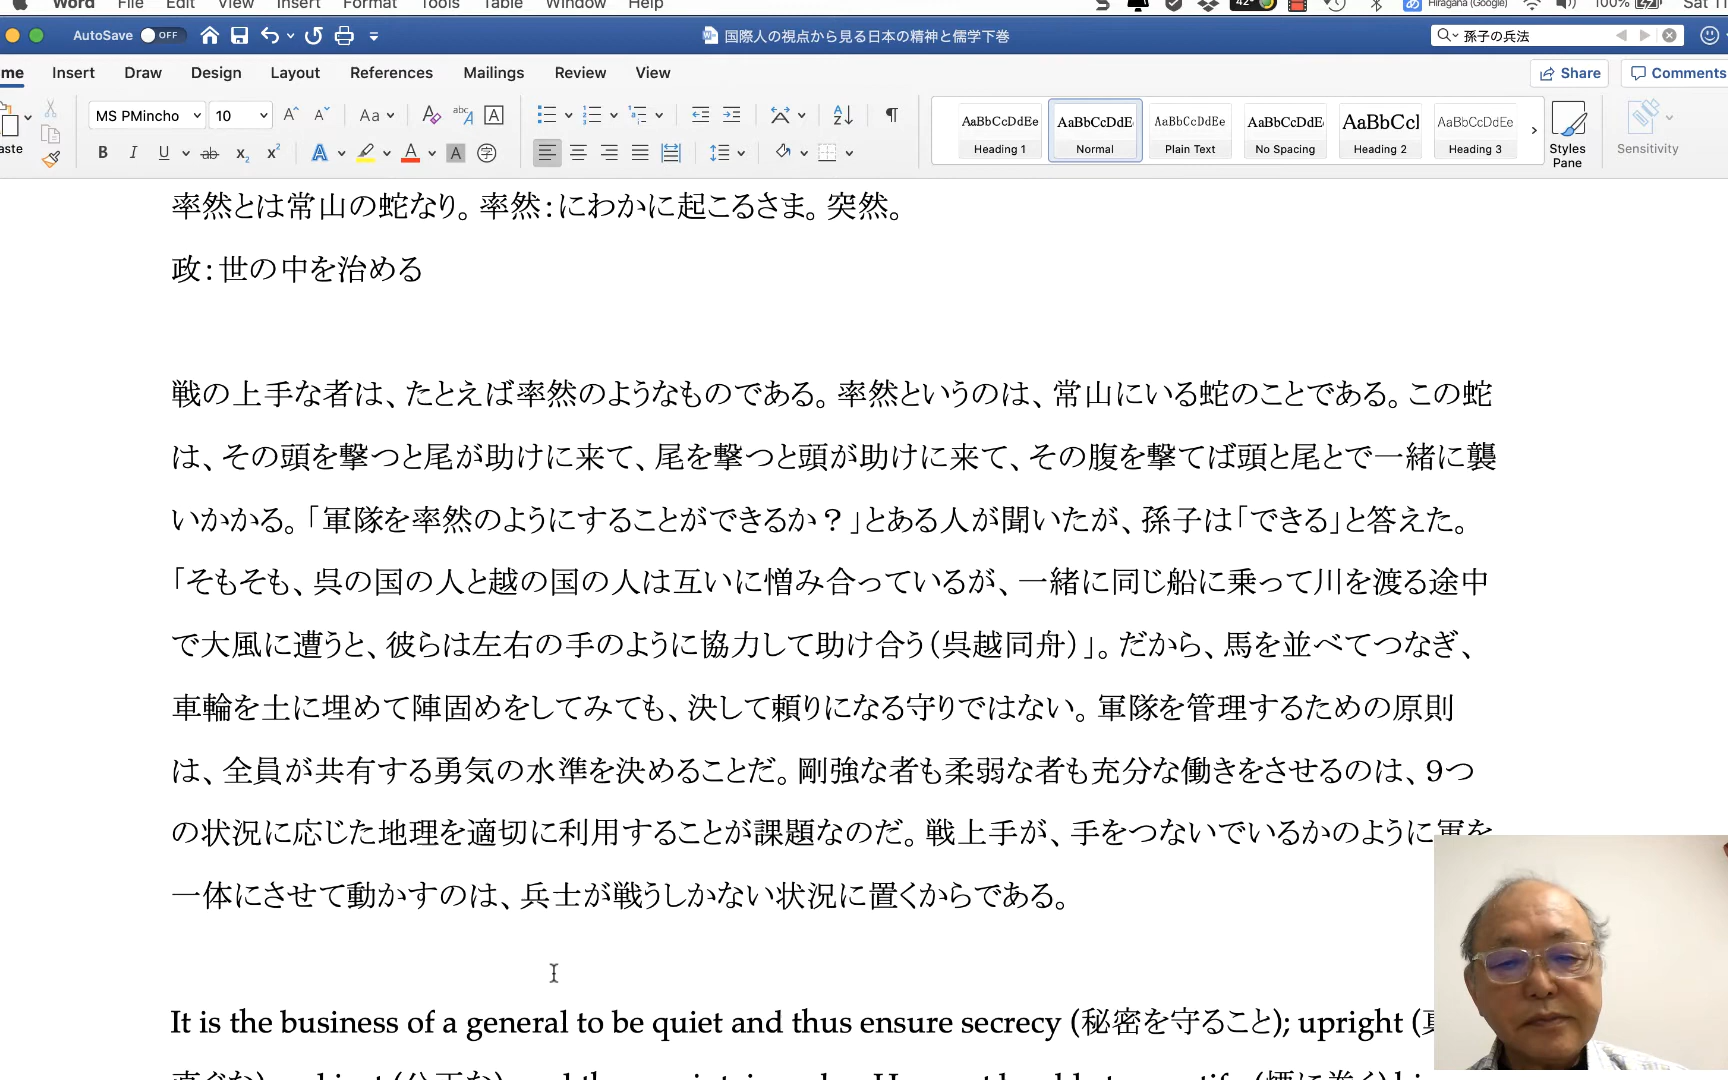 Word File Edit View Insert Format Tools Table Window Help
42° Hiragana (Google) 100% Sat 11
AutoSave OFF 国際人の視点から見る日本の精神と儒学下巻 孫子の兵法
me Insert Draw Design Layout References Mailings Review View Share Comments
MS PMincho 10
aste
AaBbCcDdEe AaBbCcDdE AaBbCcDdEe AaBbCcDdE AaBbCcI AaBbCcDdEe
Heading 1 Normal Plain Text No Spacing Heading 2 Heading 3
Styles Pane Sensitivity
率然とは常山の蛇なり。率然：にわかに起こるさま。突然。
政：世の中を治める
戦の上手な者は、たとえば率然のようなものである。率然というのは、常山にいる蛇のことである。この蛇
は、その頭を撃つと尾が助けに来て、尾を撃つと頭が助けに来て、その腹を撃てば頭と尾とで一緒に襲
いかかる。「軍隊を率然のようにすることができるか？」とある人が聞いたが、孫子は「できる」と答えた。
「そもそも、呉の国の人と越の国の人は互いに憎み合っているが、一緒に同じ船に乗って川を渡る途中
で大風に遭うと、彼らは左右の手のように協力して助け合う（呉越同舟）」。だから、馬を並べてつなぎ、
車輪を土に埋めて陣固めをしてみても、決して頼りになる守りではない。軍隊を管理するための原則
は、全員が共有する勇気の水準を決めることだ。剛強な者も柔弱な者も充分な働きをさせるのは、９つ
の状況に応じた地理を適切に利用することが課題なのだ。戦上手が、手をつないでいるかのように軍を
一体にさせて動かすのは、兵士が戦うしかない状況に置くからである。
It is the business of a general to be quiet and thus ensure secrecy (秘密を守ること); upright (